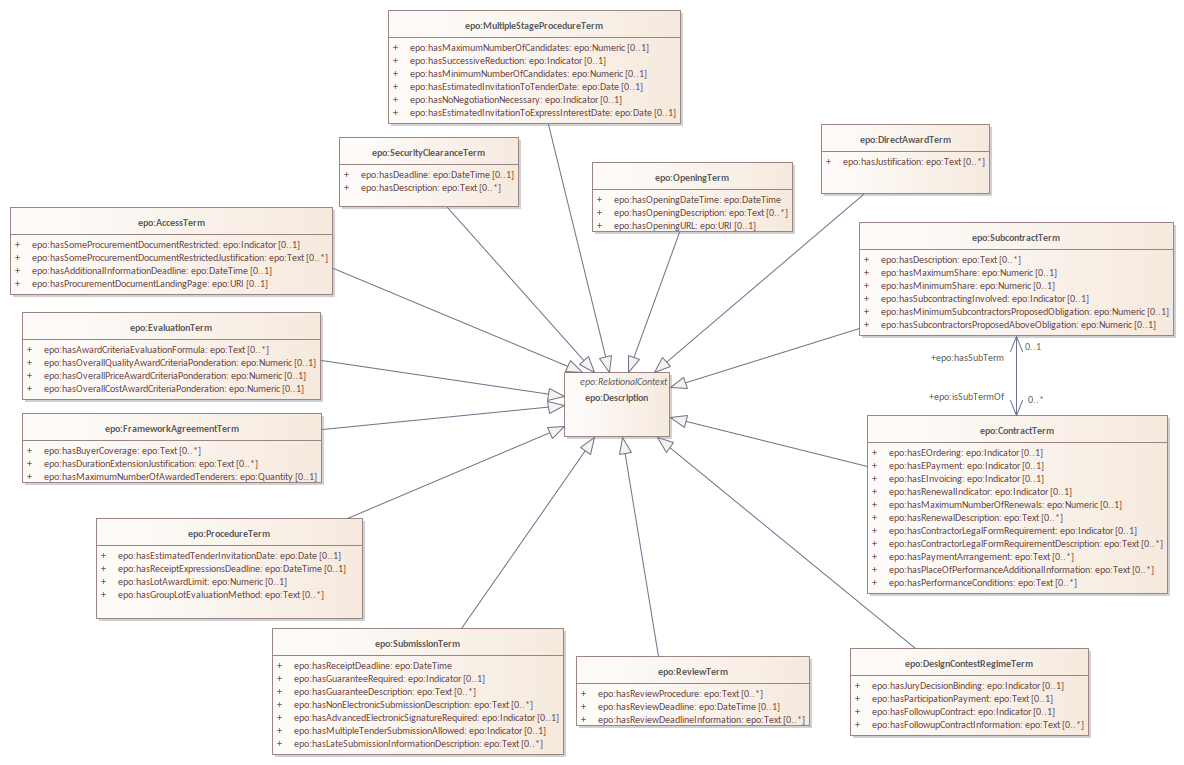 epo:MultipleStageProcedureTerm
+ epo:hasMaximumNumberOfCandidates: epo:Numeric [0..1]
+ epo:hasSuccessiveReduction: epo:Indicator [0..1]
+ epo:hasMinimumNumberOfCandidates: epo:Numeric [0..1]
+ epo:hasEstimatedInvitationToTenderDate: epo:Date [0..1]
+ epo:hasNoNegotiationNecessary: epo:Indicator [0..1]
+ epo:hasEstimatedInvitationToExpressInterestDate: epo:Date [0..1]
epo:SecurityClearanceTerm
+ epo:hasDeadline: epo:DateTime [0..1]
+ epo:hasDescription: epo:Text [0..*]
epo:OpeningTerm
+ epo:hasOpeningDateTime: epo:DateTime
+ epo:hasOpeningDescription: epo:Text [0..*]
+ epo:hasOpeningURL: epo:URI [0..1]
epo:DirectAwardTerm
+ epo:hasJustification: epo:Text [0..*]
epo:AccessTerm
+ epo:hasSomeProcurementDocumentRestricted: epo:Indicator [0..1]
+ epo:hasSomeProcurementDocumentRestrictedJustification: epo:Text [0..*]
+ epo:hasAdditionalInformationDeadline: epo:DateTime [0..1]
+ epo:hasProcurementDocumentLandingPage: epo:URI [0..1]
epo:SubcontractTerm
+ epo:hasDescription: epo:Text [0..*]
+ epo:hasMaximumShare: epo:Numeric [0..1]
+ epo:hasMinimumShare: epo:Numeric [0..1]
+ epo:hasSubcontractingInvolved: epo:Indicator [0..1]
+ epo:hasMinimumSubcontractorsProposedObligation: epo:Numeric [0..1]
+ epo:hasSubcontractorsProposedAboveObligation: epo:Numeric [0..1]
epo:EvaluationTerm
+ epo:hasAwardCriteriaEvaluationFormula: epo:Text [0..*]
+ epo:hasOverallQualityAwardCriteriaPonderation: epo:Numeric [0..1]
+ epo:hasOverallPriceAwardCriteriaPonderation: epo:Numeric [0..1]
+ epo:hasOverallCostAwardCriteriaPonderation: epo:Numeric [0..1]
0..1
+epo:hasSubTerm
+epo:isSubTermOf
0..*
epo:RelationalContext
epo:Description
epo:FrameworkAgreementTerm
+ epo:hasBuyerCoverage: epo:Text [0..*]
+ epo:hasDurationExtensionJustification: epo:Text [0..*]
+ epo:hasMaximumNumberOfAwardedTenderers: epo:Quantity [0..1]
epo:ContractTerm
+ epo:hasEOrdering: epo:Indicator [0..1]
+ epo:hasEPayment: epo:Indicator [0..1]
+ epo:hasEInvoicing: epo:Indicator [0..1]
+ epo:hasRenewalIndicator: epo:Indicator [0..1]
+ epo:hasMaximumNumberOfRenewals: epo:Numeric [0..1]
+ epo:hasRenewalDescription: epo:Text [0..*]
+ epo:hasContractorLegalFormRequirement: epo:Indicator [0..1]
+ epo:hasContractorLegalFormRequirementDescription: epo:Text [0..*]
+ epo:hasPaymentArrangement: epo:Text [0..*]
+ epo:hasPlaceOfPerformanceAdditionalInformation: epo:Text [0..*]
+ epo:hasPerformanceConditions: epo:Text [0..*]
epo:ProcedureTerm
+ epo:hasEstimatedTenderInvitationDate: epo:Date [0..1]
+ epo:hasReceiptExpressionsDeadline: epo:DateTime [0..1]
+ epo:hasLotAwardLimit: epo:Numeric [0..1]
+ epo:hasGroupLotEvaluationMethod: epo:Text [0..*]
epo:SubmissionTerm
+ epo:hasReceiptDeadline: epo:DateTime
+ epo:hasGuaranteeRequired: epo:Indicator [0..1]
+ epo:hasGuaranteeDescription: epo:Text [0..*]
+ epo:hasNonElectronicSubmissionDescription: epo:Text [0..*]
+ epo:hasAdvancedElectronicSignatureRequired: epo:Indicator [0..1]
+ epo:hasMultipleTenderSubmissionAllowed: epo:Indicator [0..1]
+ epo:hasLateSubmissionInformationDescription: epo:Text [0..*]
epo:ReviewTerm
+ epo:hasReviewProcedure: epo:Text [0..*]
+ epo:hasReviewDeadline: epo:DateTime [0..1]
+ epo:hasReviewDeadlineInformation: epo:Text [0..*]
epo:DesignContestRegimeTerm
+ epo:hasJuryDecisionBinding: epo:Indicator [0..1]
+ epo:hasParticipationPayment: epo:Text [0..1]
+ epo:hasFollowupContract: epo:Indicator [0..1]
+ epo:hasFollowupContractInformation: epo:Text [0..*]